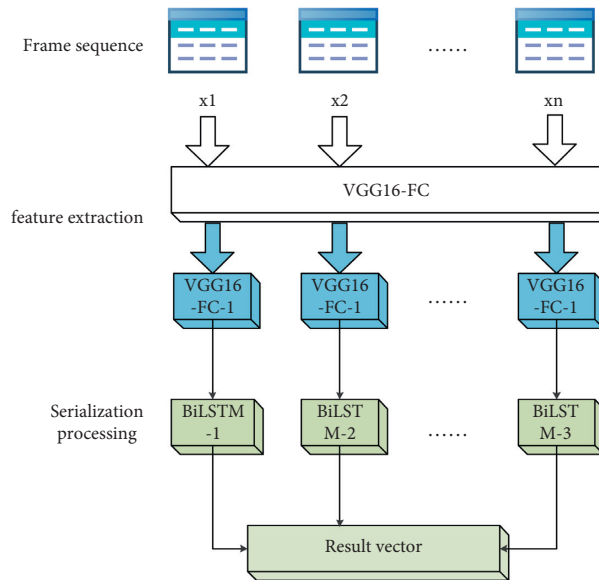 Frame sequence
......
x1
x2
xn
VGG16-FC
feature extraction
VGG16
-FC-1
VGG16
-FC-1
......
VGG16
-FC-1
Serialization
processing
BiLSTM
-1
BiLST
M-2
......
BiLST
M-3
Result vector